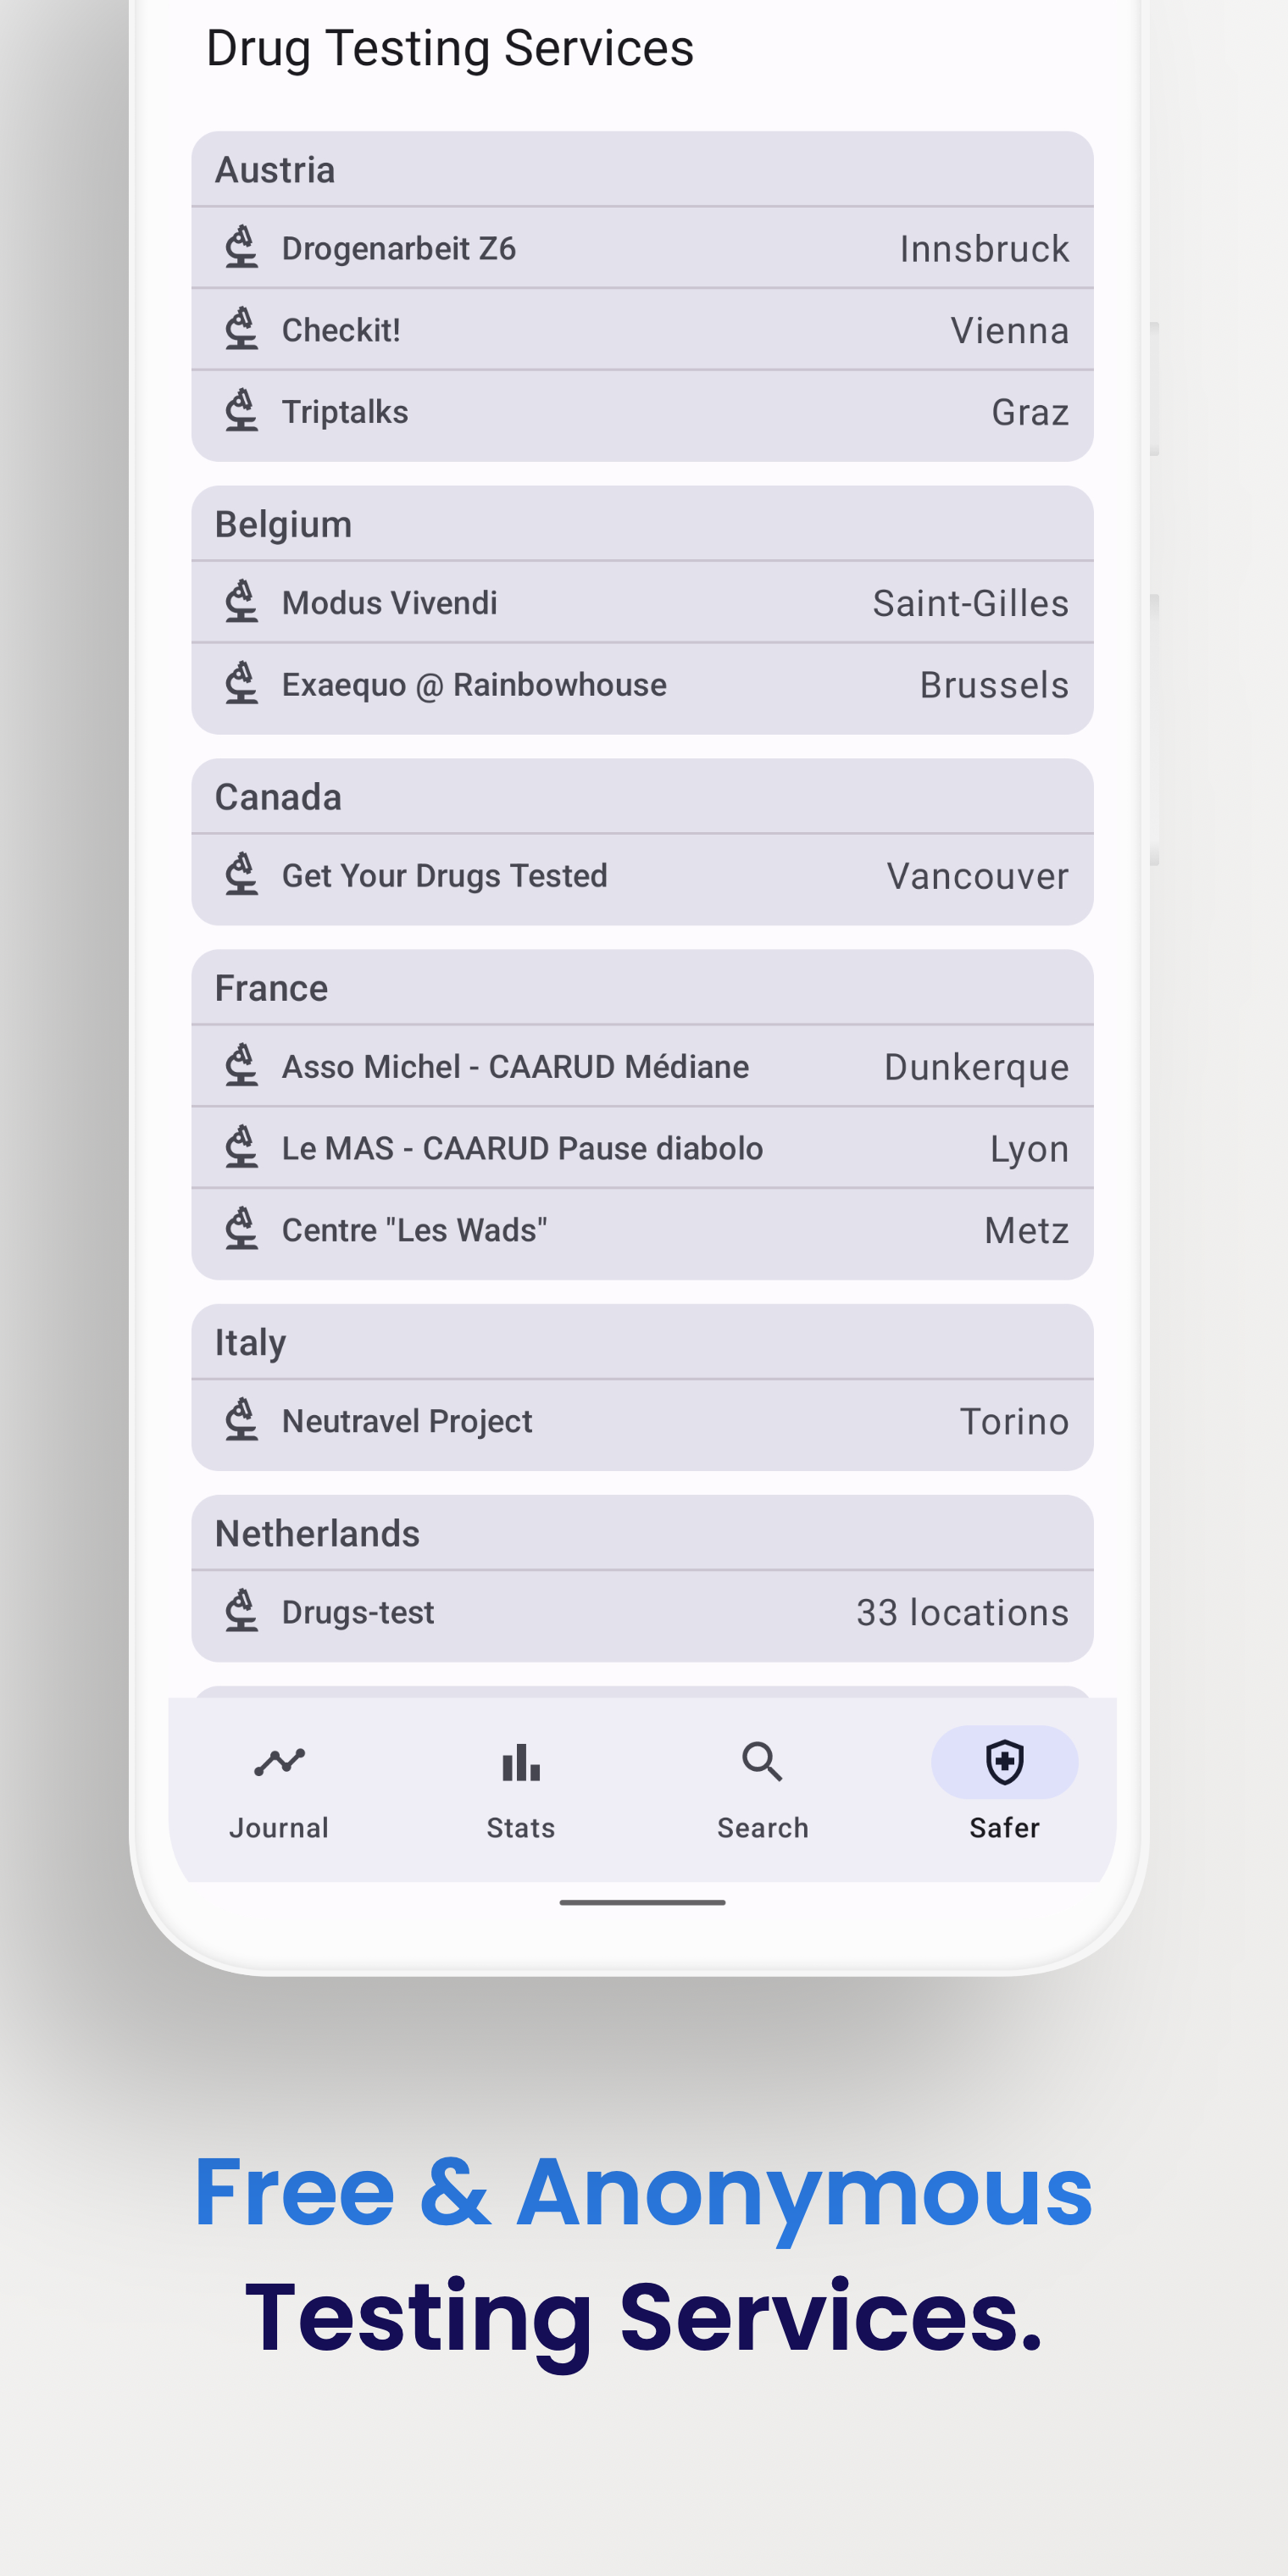 Drug Testing Services
Austria
Drogenarbeit Z6 Innsbruck
Checkit! Vienna
Triptalks Graz
Belgium
Modus Vivendi Saint-Gilles
Exaequo @ Rainbowhouse Brussels
Canada
Get Your Drugs Tested Vancouver
France
Asso Michel - CAARUD Médiane Dunkerque
Le MAS - CAARUD Pause diabolo Lyon
Centre "Les Wads" Metz
Italy
Neutravel Project Torino
Netherlands
Drugs-test 33 locations
Journal Stats Search Safer
Free & Anonymous
Testing Services.